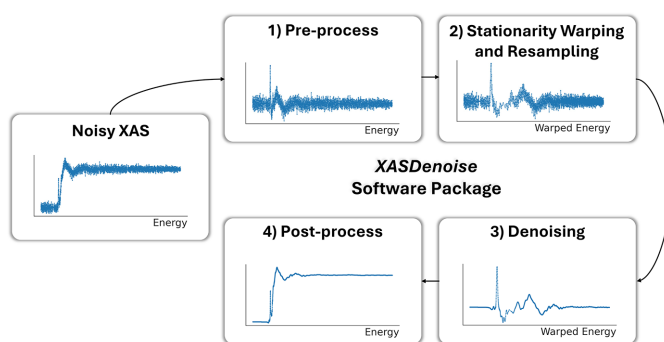 1) Pre-process
Energy
2) Stationarity Warping
and Resampling
Warped Energy
Noisy XAS
Energy
XASDenoise
Software Package
4) Post-process
Energy
3) Denoising
Warped Energy